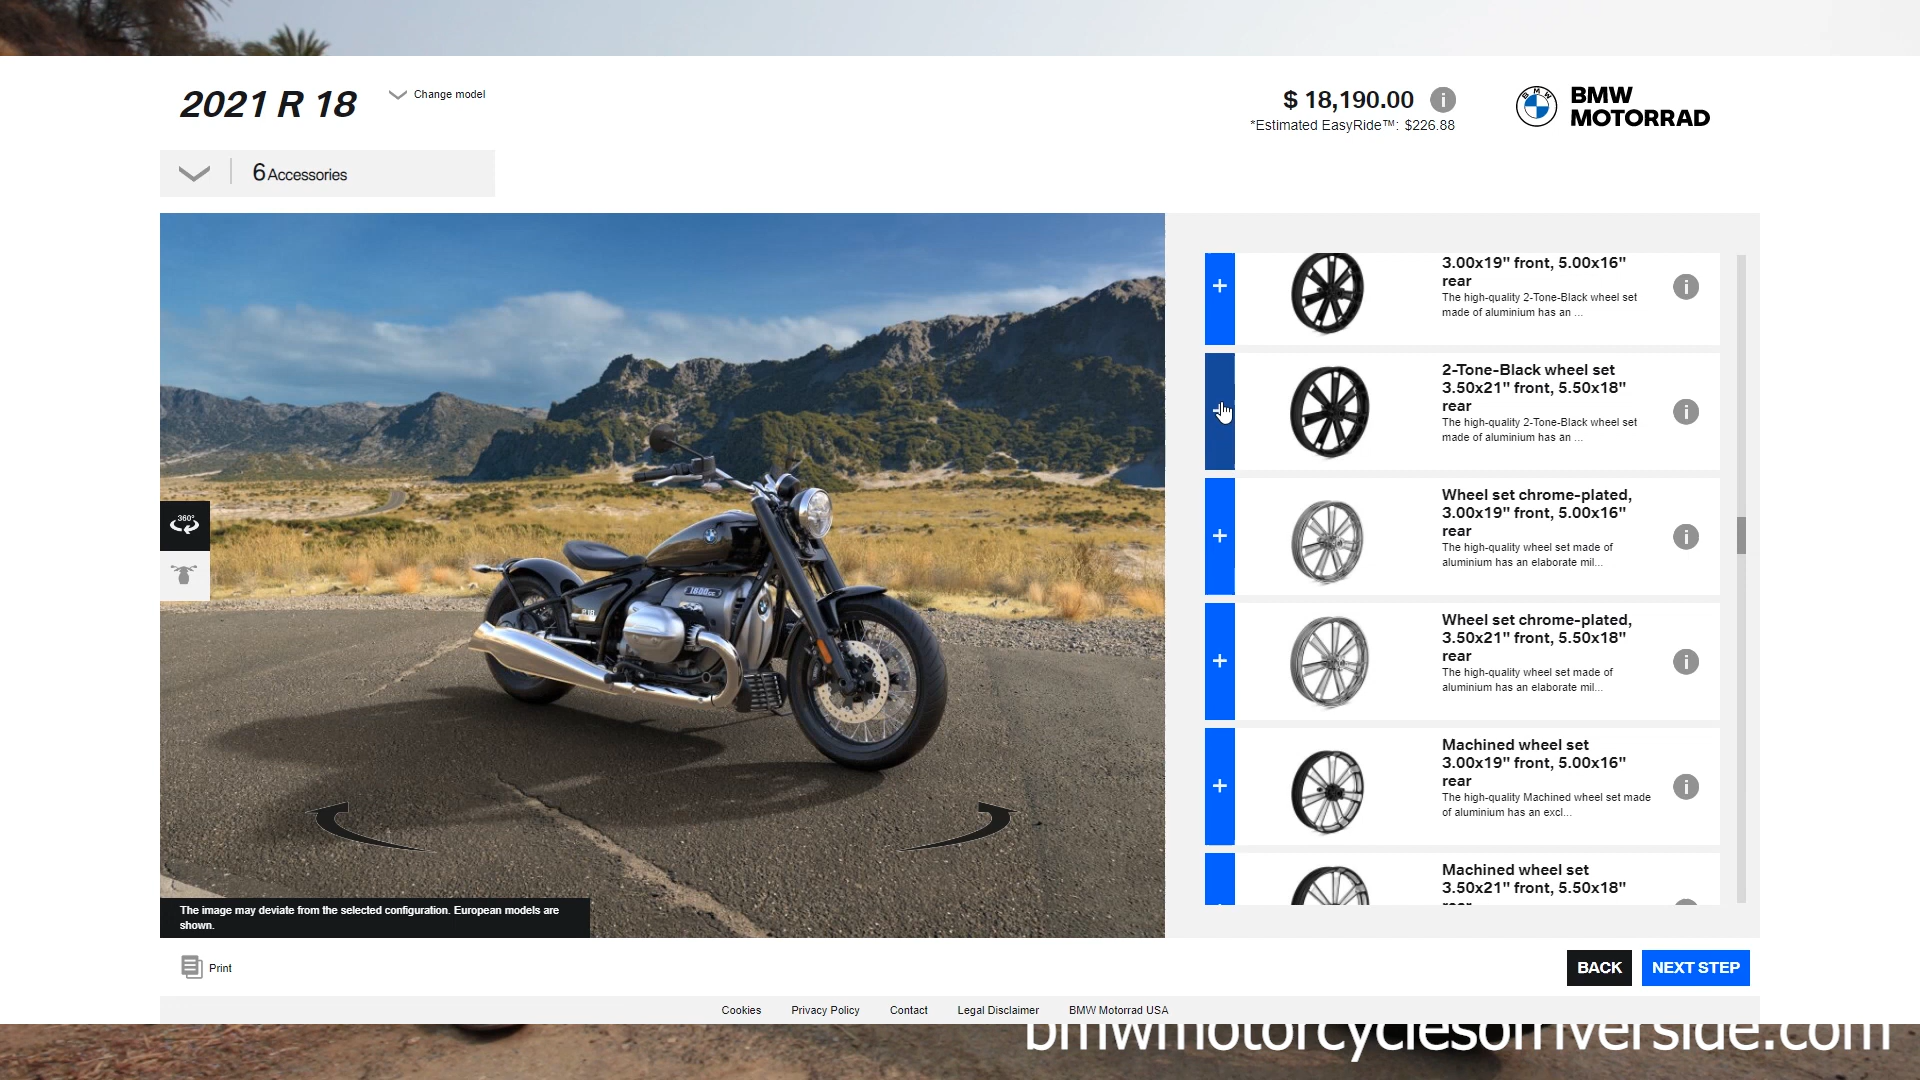 2021 R 18
Change model
$ 18,190.00
i
*Estimated EasyRide™: $226.88
BMW
BMW
MOTORRAD
6 Accessories
3.00x19" front, 5.00x16"
rear
The high-quality 2-Tone-Black wheel set
made of aluminium has an ...
i
2-Tone-Black wheel set
3.50x21" front, 5.50x18"
rear
The high-quality 2-Tone-Black wheel set
made of aluminium has an ...
i
Wheel set chrome-plated,
3.00x19" front, 5.00x16"
rear
The high-quality wheel set made of
aluminium has an elaborate mil...
i
Wheel set chrome-plated,
3.50x21" front, 5.50x18"
rear
The high-quality wheel set made of
aluminium has an elaborate mil...
i
Machined wheel set
3.00x19" front, 5.00x16"
rear
The high-quality Machined wheel set made
of aluminium has an excl...
i
Machined wheel set
3.50x21" front, 5.50x18"
rear
360°
1800
R 18
The image may deviate from the selected configuration. European models are
shown.
Print
BACK
NEXT STEP
Cookies
Privacy Policy
Contact
Legal Disclaimer
BMW Motorrad USA
bmwmotorcyclesofriverside.com